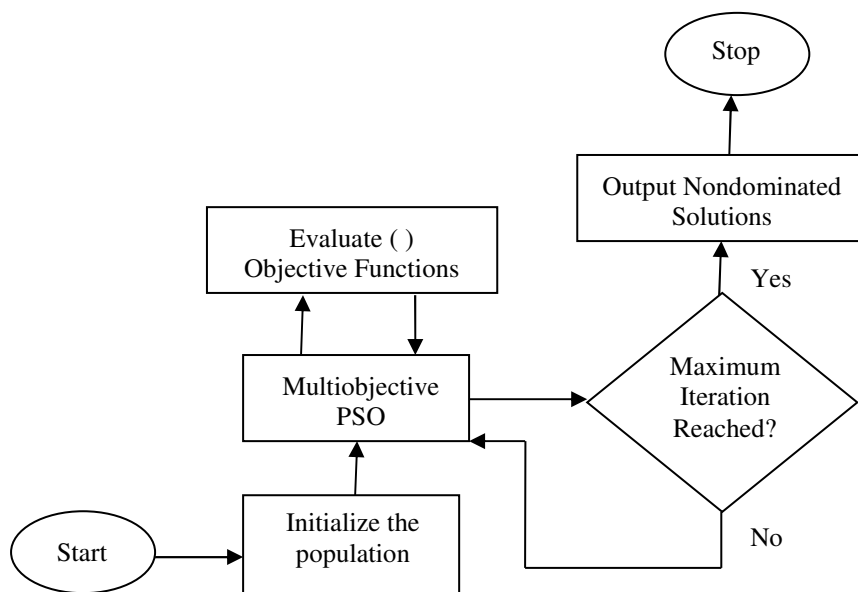 Stop
Output Nondominated
Solutions
Evaluate ( )
Objective Functions
Yes
Multiobjective
PSO
Maximum
Iteration
Reached?
Initialize the
population
Start
No